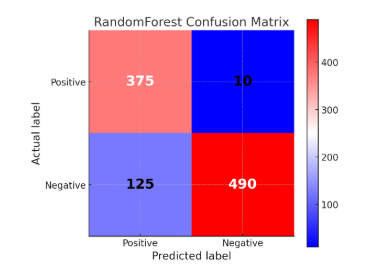 RandomForest Confusion Matrix
Positive
375
10
Negative
125
490
Positive
Negative
Predicted label
Actual label
400
300
200
100